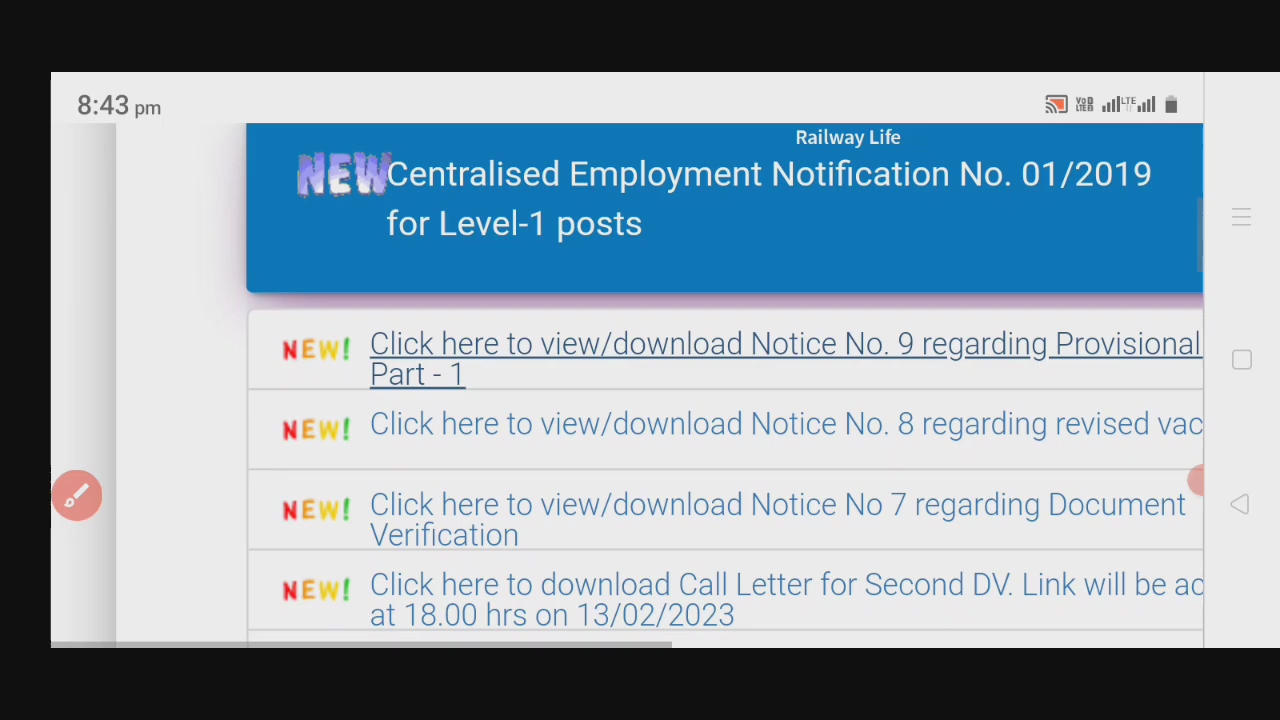 8:43 pm
VoD LTE LTE
Railway Life
NEW Centralised Employment Notification No. 01/2019
for Level-1 posts
NEW! Click here to view/download Notice No. 9 regarding Provisional
Part - 1
NEW! Click here to view/download Notice No. 8 regarding revised vac
NEW! Click here to view/download Notice No 7 regarding Document
Verification
NEW! Click here to download Call Letter for Second DV. Link will be ac
at 18.00 hrs on 13/02/2023